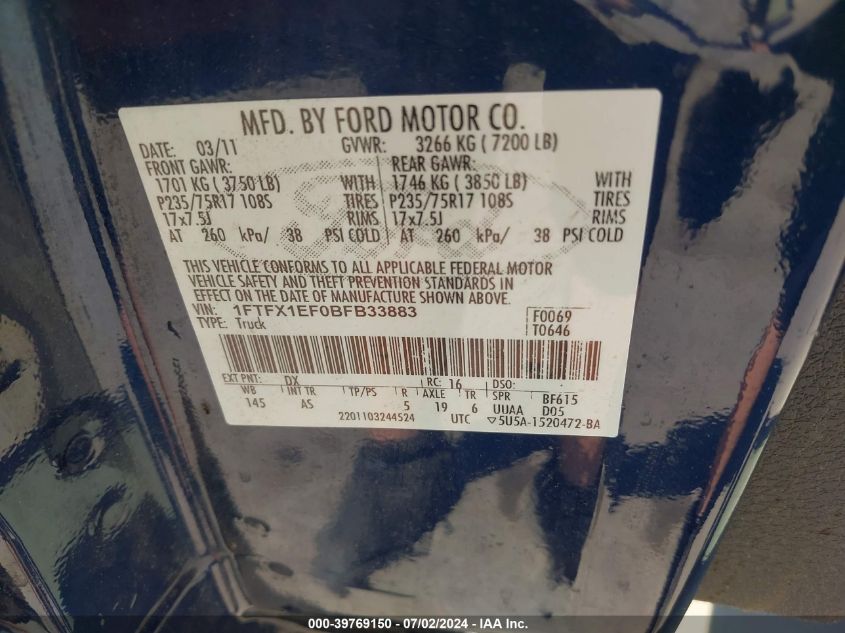 MFD. BY FORD MOTOR CO.
DATE: 03/11 GVWR: 3266 KG ( 7200 LB)
FRONT GAWR: REAR GAWR:
1701 KG ( 3750 LB) WITH 1746 KG ( 3850 LB) WITH
P235/75R17 108S TIRES P235/75R17 108S TIRES
17x7.5J RIMS 17x7.5J RIMS
AT 260 kPa/ 38 PSI COLD AT 260 kPa/ 38 PSI COLD
THIS VEHICLE CONFORMS TO ALL APPLICABLE FEDERAL MOTOR
VEHICLE SAFETY AND THEFT PREVENTION STANDARDS IN
EFFECT ON THE DATE OF MANUFACTURE SHOWN ABOVE.
VIN: 1FTFX1EF0BFB33883 F0069
TYPE: Truck T0646
EXT PNT: DX RC: 16 DSO:
WB INT TR TP/PS R AXLE TR SPR BF615
145 AS 5 19 6 UUAA D05
2201103244524 UTC ▽5U5A-1520472-BA
000-39769150 - 07/02/2024 - IAA Inc.